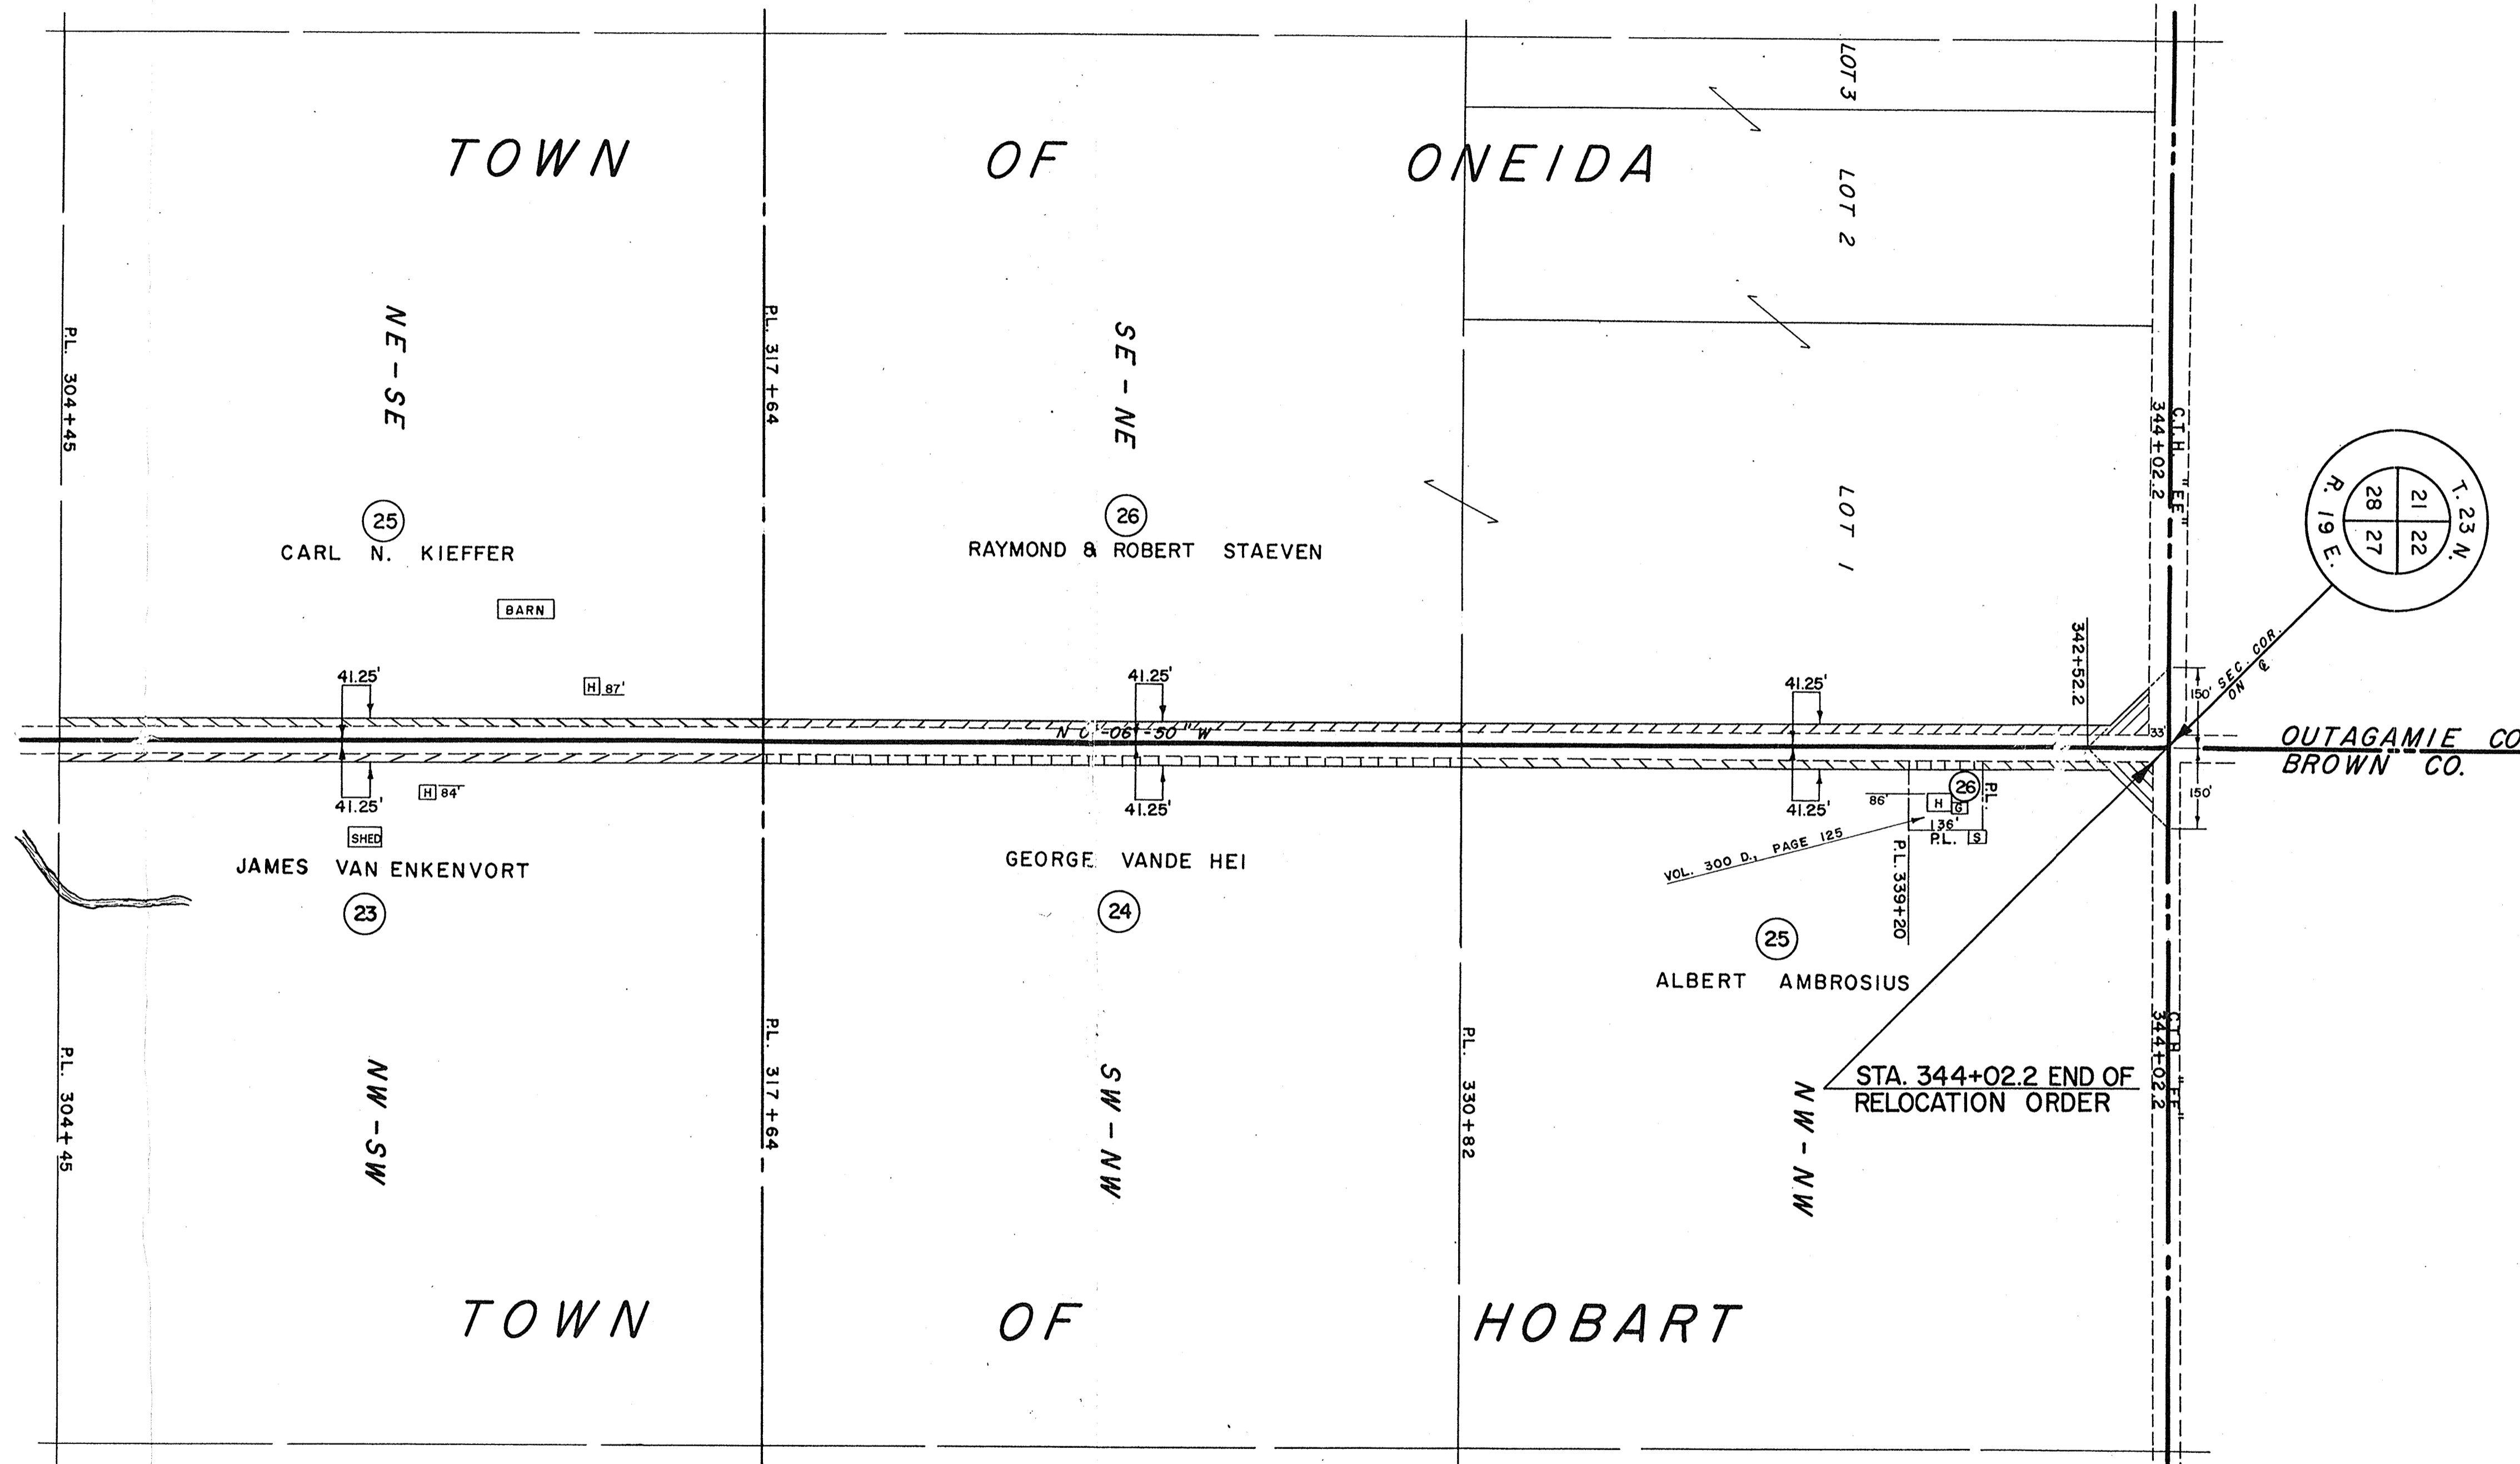 TOWN OF ONEIDA
LOT 3
LOT 2
LOT 1
NE-SE
SE-NE
P.L. 304+45
P.L. 317+64
C.T.H. "EE"
344+02.2
25
CARL N. KIEFFER
26
RAYMOND & ROBERT STAEVEN
BARN
H 87'
41.25'
41.25'
41.25'
342+52.2
T. 23 N.
R. 19 E.
21 22
28 27
SEC. COR.
ON ℄
150'
33'
-06'-50" W
OUTAGAMIE CO
BROWN CO.
150'
41.25'
41.25'
41.25'
H 84'
SHED
JAMES VAN ENKENVORT
23
GEORGE VANDE HEI
24
86'
H
G
26
P.L.
136'
P.L.
S
VOL. 300 D., PAGE 125
P.L. 339+20
25
ALBERT AMBROSIUS
P.L. 304+45
NW-SW
P.L. 317+64
SW-NW
P.L. 330+82
NW-NW
STA. 344+02.2 END OF
RELOCATION ORDER
344+02.2
C.T.H. "EE"
TOWN OF HOBART